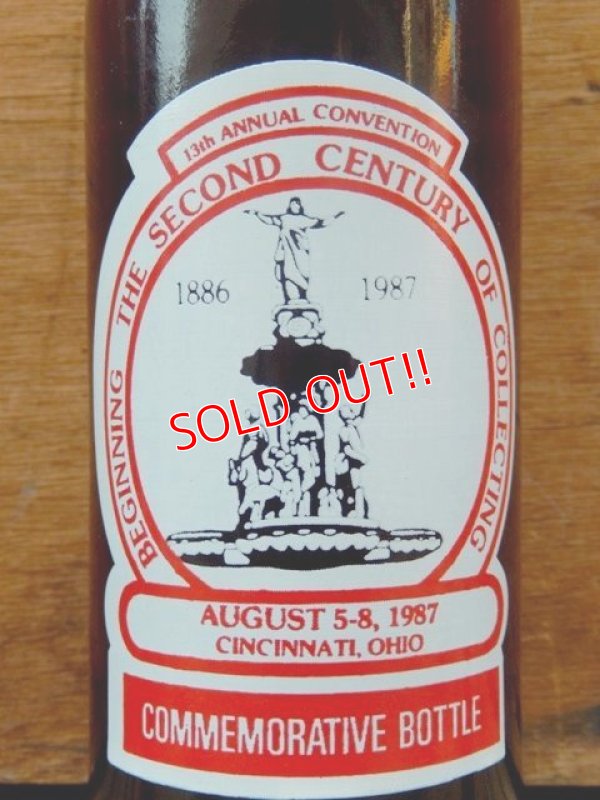 13th ANNUAL CONVENTION
BEGINNING THE SECOND CENTURY OF COLLECTING
1886 1987
SOLD OUT!!
AUGUST 5-8, 1987
CINCINNATI, OHIO
COMMEMORATIVE BOTTLE